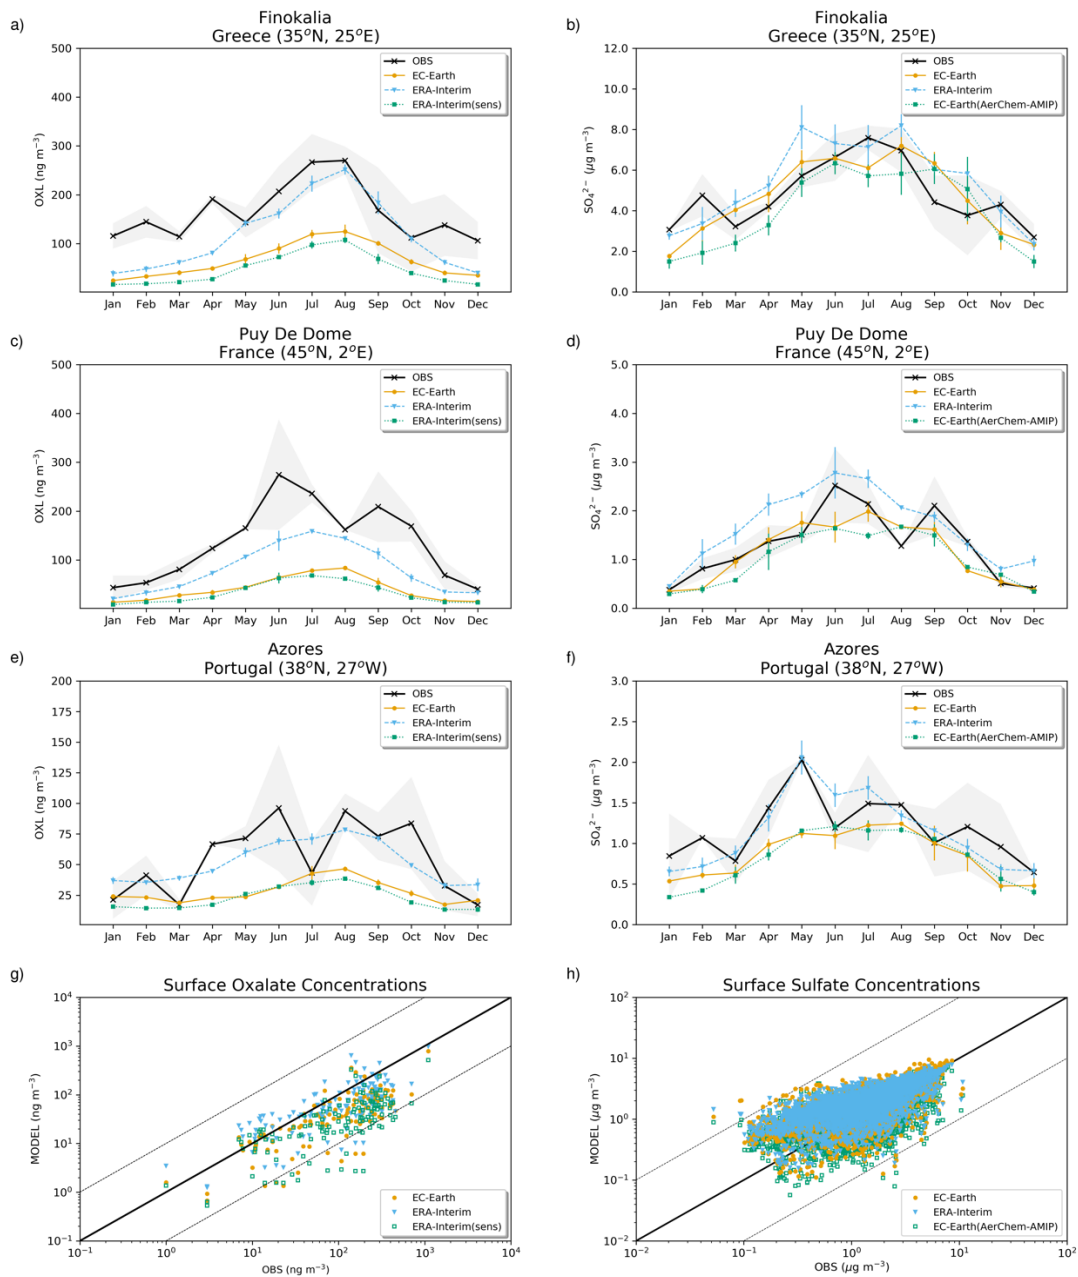 a)
Finokalia
Greece (35°N, 25°E)
OXL (ng m⁻³)
500
400
300
200
100
OBS
EC-Earth
ERA-Interim
ERA-Interim(sens)
Jan Feb Mar Apr May Jun Jul Aug Sep Oct Nov Dec
b)
Finokalia
Greece (35°N, 25°E)
SO₄²⁻ (μg m⁻³)
12.0
10.0
8.0
6.0
4.0
2.0
0.0
OBS
EC-Earth
ERA-Interim
EC-Earth(AerChem-AMIP)
Jan Feb Mar Apr May Jun Jul Aug Sep Oct Nov Dec
c)
Puy De Dome
France (45°N, 2°E)
OXL (ng m⁻³)
500
400
300
200
100
OBS
EC-Earth
ERA-Interim
ERA-Interim(sens)
Jan Feb Mar Apr May Jun Jul Aug Sep Oct Nov Dec
d)
Puy De Dome
France (45°N, 2°E)
SO₄²⁻ (μg m⁻³)
5.0
4.0
3.0
2.0
1.0
0.0
OBS
EC-Earth
ERA-Interim
EC-Earth(AerChem-AMIP)
Jan Feb Mar Apr May Jun Jul Aug Sep Oct Nov Dec
e)
Azores
Portugal (38°N, 27°W)
OXL (ng m⁻³)
200
175
150
125
100
75
50
25
OBS
EC-Earth
ERA-Interim
ERA-Interim(sens)
Jan Feb Mar Apr May Jun Jul Aug Sep Oct Nov Dec
f)
Azores
Portugal (38°N, 27°W)
SO₄²⁻ (μg m⁻³)
3.0
2.5
2.0
1.5
1.0
0.5
0.0
OBS
EC-Earth
ERA-Interim
EC-Earth(AerChem-AMIP)
Jan Feb Mar Apr May Jun Jul Aug Sep Oct Nov Dec
g)
Surface Oxalate Concentrations
MODEL (ng m⁻³)
10⁴
10³
10²
10¹
10⁰
10⁻¹
EC-Earth
ERA-Interim
ERA-Interim(sens)
10⁻¹ 10⁰ 10¹ 10² 10³ 10⁴
OBS (ng m⁻³)
h)
Surface Sulfate Concentrations
MODEL (μg m⁻³)
10²
10¹
10⁰
10⁻¹
10⁻²
EC-Earth
ERA-Interim
EC-Earth(AerChem-AMIP)
10⁻² 10⁻¹ 10⁰ 10¹ 10²
OBS (μg m⁻³)